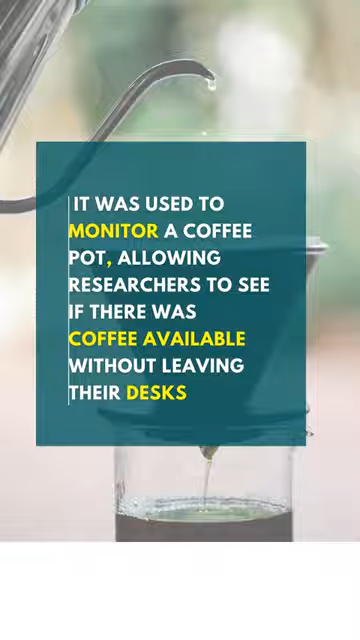 IT WAS USED TO
MONITOR A COFFEE
POT, ALLOWING
RESEARCHERS TO SEE
IF THERE WAS
COFFEE AVAILABLE
WITHOUT LEAVING
THEIR DESKS